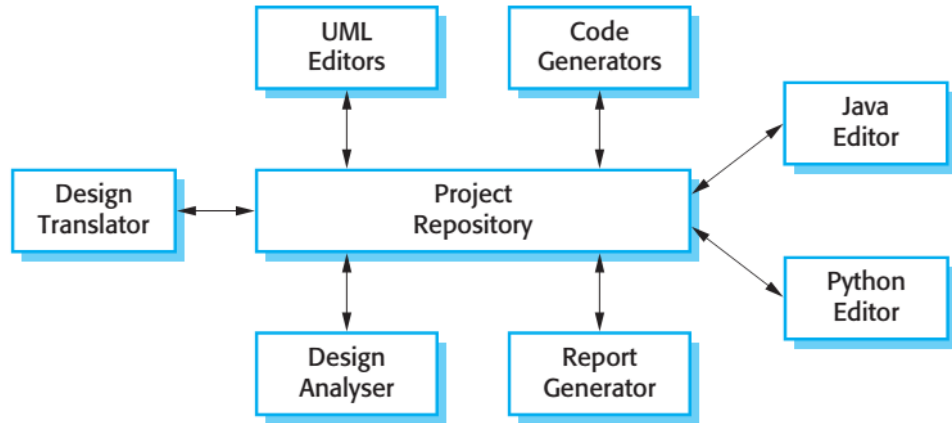 UML
Editors
Code
Generators
Java
Editor
Design
Translator
Project
Repository
Python
Editor
Design
Analyser
Report
Generator